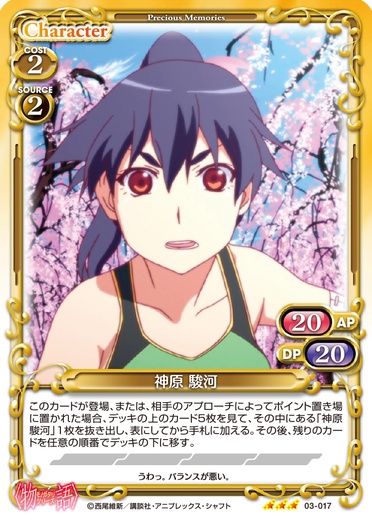 Precious Memories
Character
COST
2
SOURCE
2
20 AP
DP 20
神原 駿河
このカードが登場、または、相手のアプローチによってポイント置き場
に置かれた場合、デッキの上のカード5枚を見て、その中にある「神原
駿河」1枚を抜き出し、表にしてから手札に加える。その後、残りのカー
ドを任意の順番でデッキの下に移す。
うわっ。バランスが悪い。
物語
©西尾維新/講談社・アニプレックス・シャフト
03-017